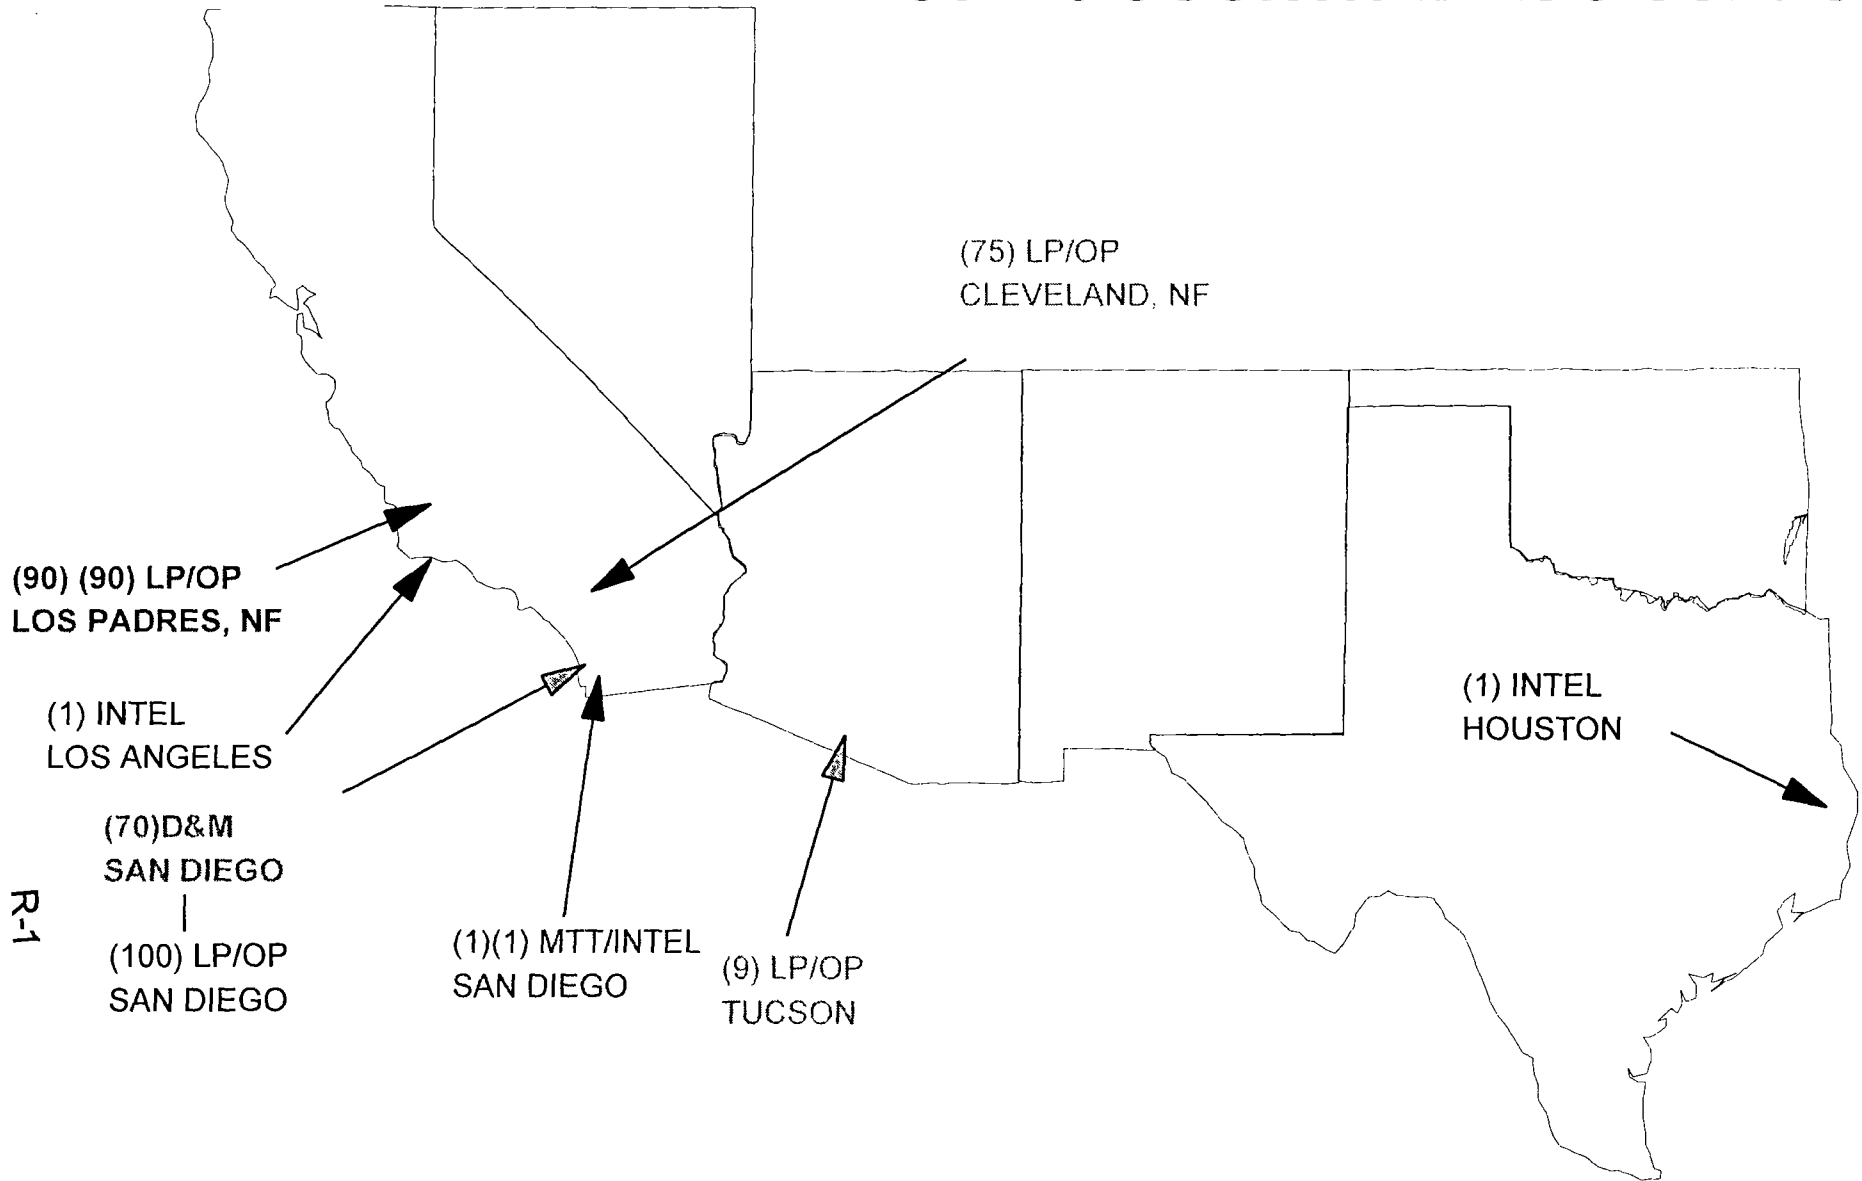 (75) LP/OP
CLEVELAND, NF
(90) (90) LP/OP
LOS PADRES, NF
(1) INTEL
LOS ANGELES
(70)D&M
SAN DIEGO
(100) LP/OP
SAN DIEGO
(1)(1) MTT/INTEL
SAN DIEGO
(9) LP/OP
TUCSON
(1) INTEL
HOUSTON
R-1